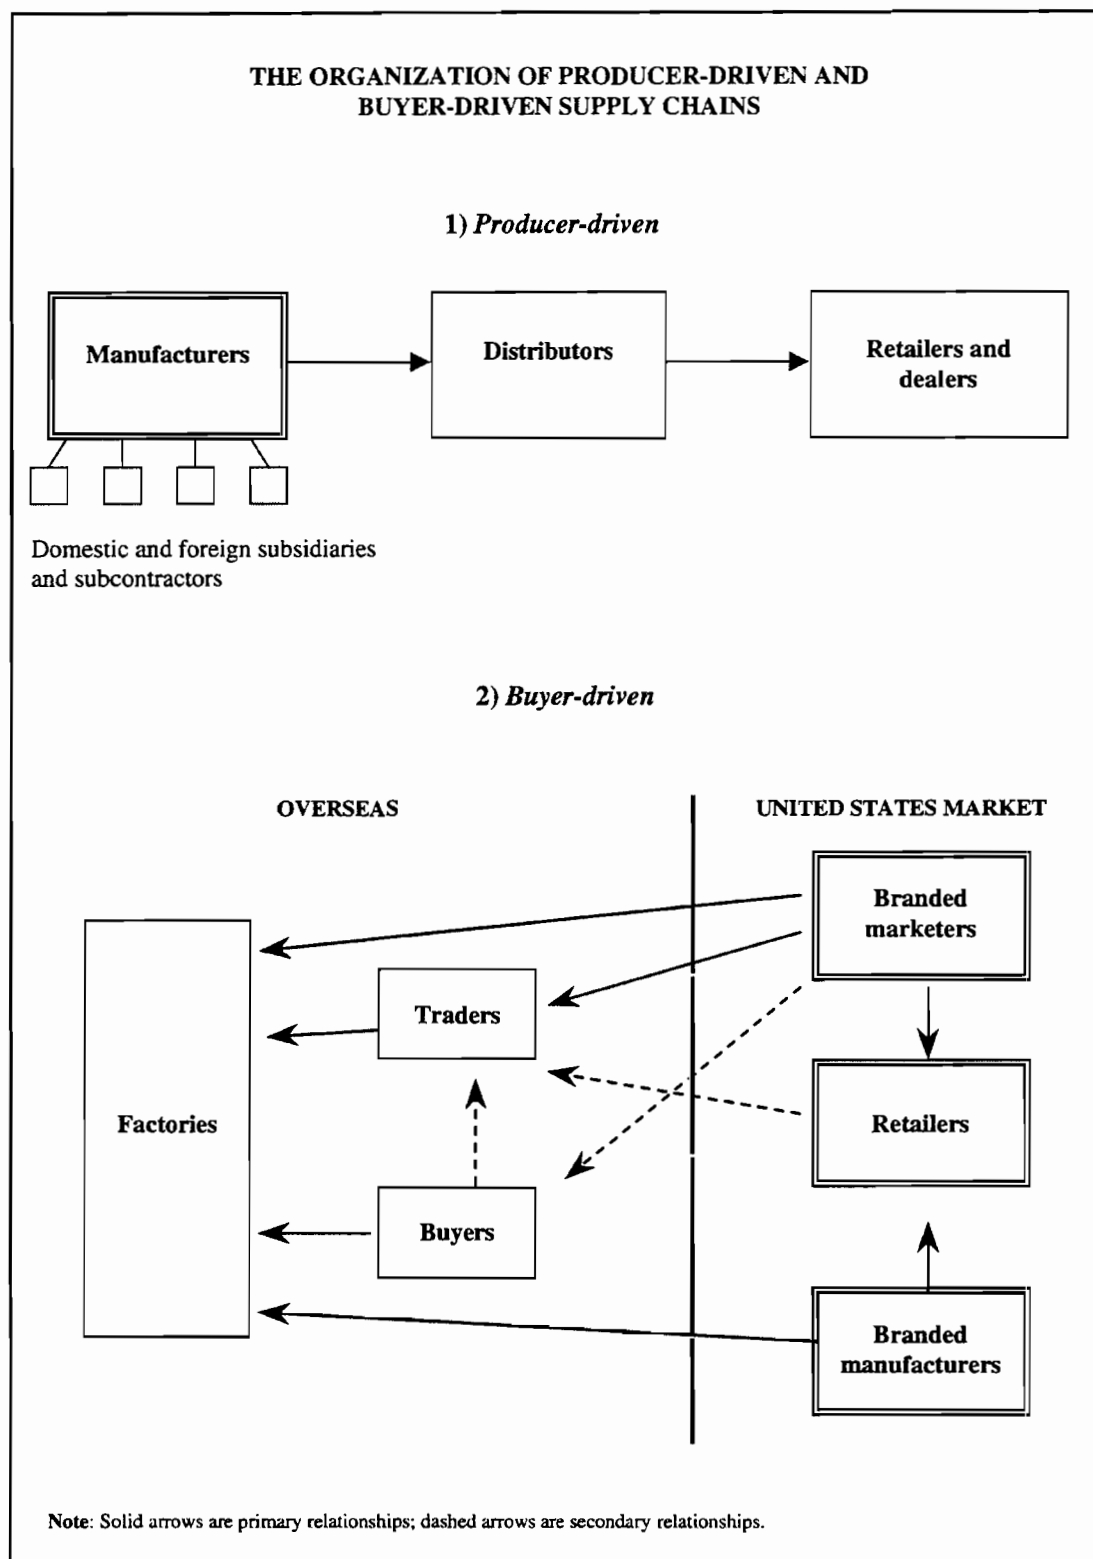 THE ORGANIZATION OF PRODUCER-DRIVEN AND
BUYER-DRIVEN SUPPLY CHAINS
1) Producer-driven
Manufacturers
Distributors
Retailers and
dealers
Domestic and foreign subsidiaries
and subcontractors
2) Buyer-driven
OVERSEAS
UNITED STATES MARKET
Branded
marketers
Traders
Factories
Retailers
Buyers
Branded
manufacturers
Note: Solid arrows are primary relationships; dashed arrows are secondary relationships.